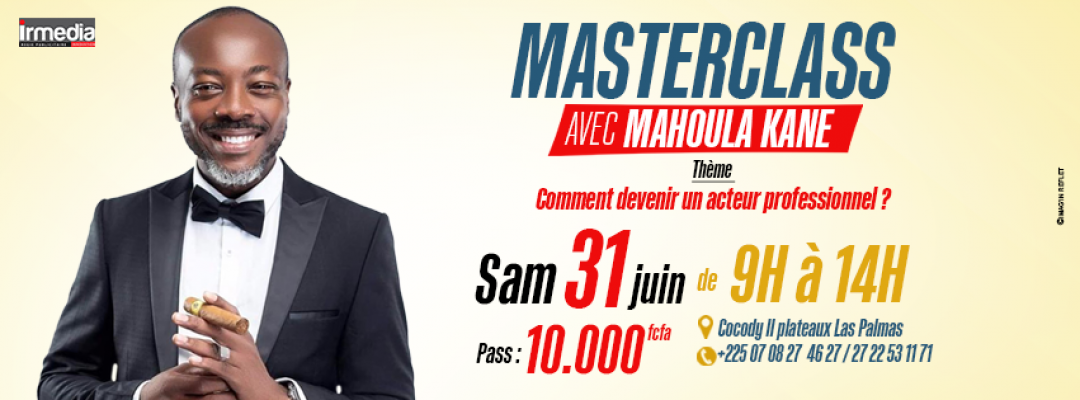 irmedia
RÉGIE PUBLICITAIRE
MASTERCLASS
AVEC MAHOULA KANE
Thème
Comment devenir un acteur professionnel ?
Sam 31 juin de 9H à 14H
Pass : 10.000 fcfa
Cocody II plateaux Las Palmas
+225 07 08 27 46 27 / 27 22 53 11 71
©IMAG'IN REFLET